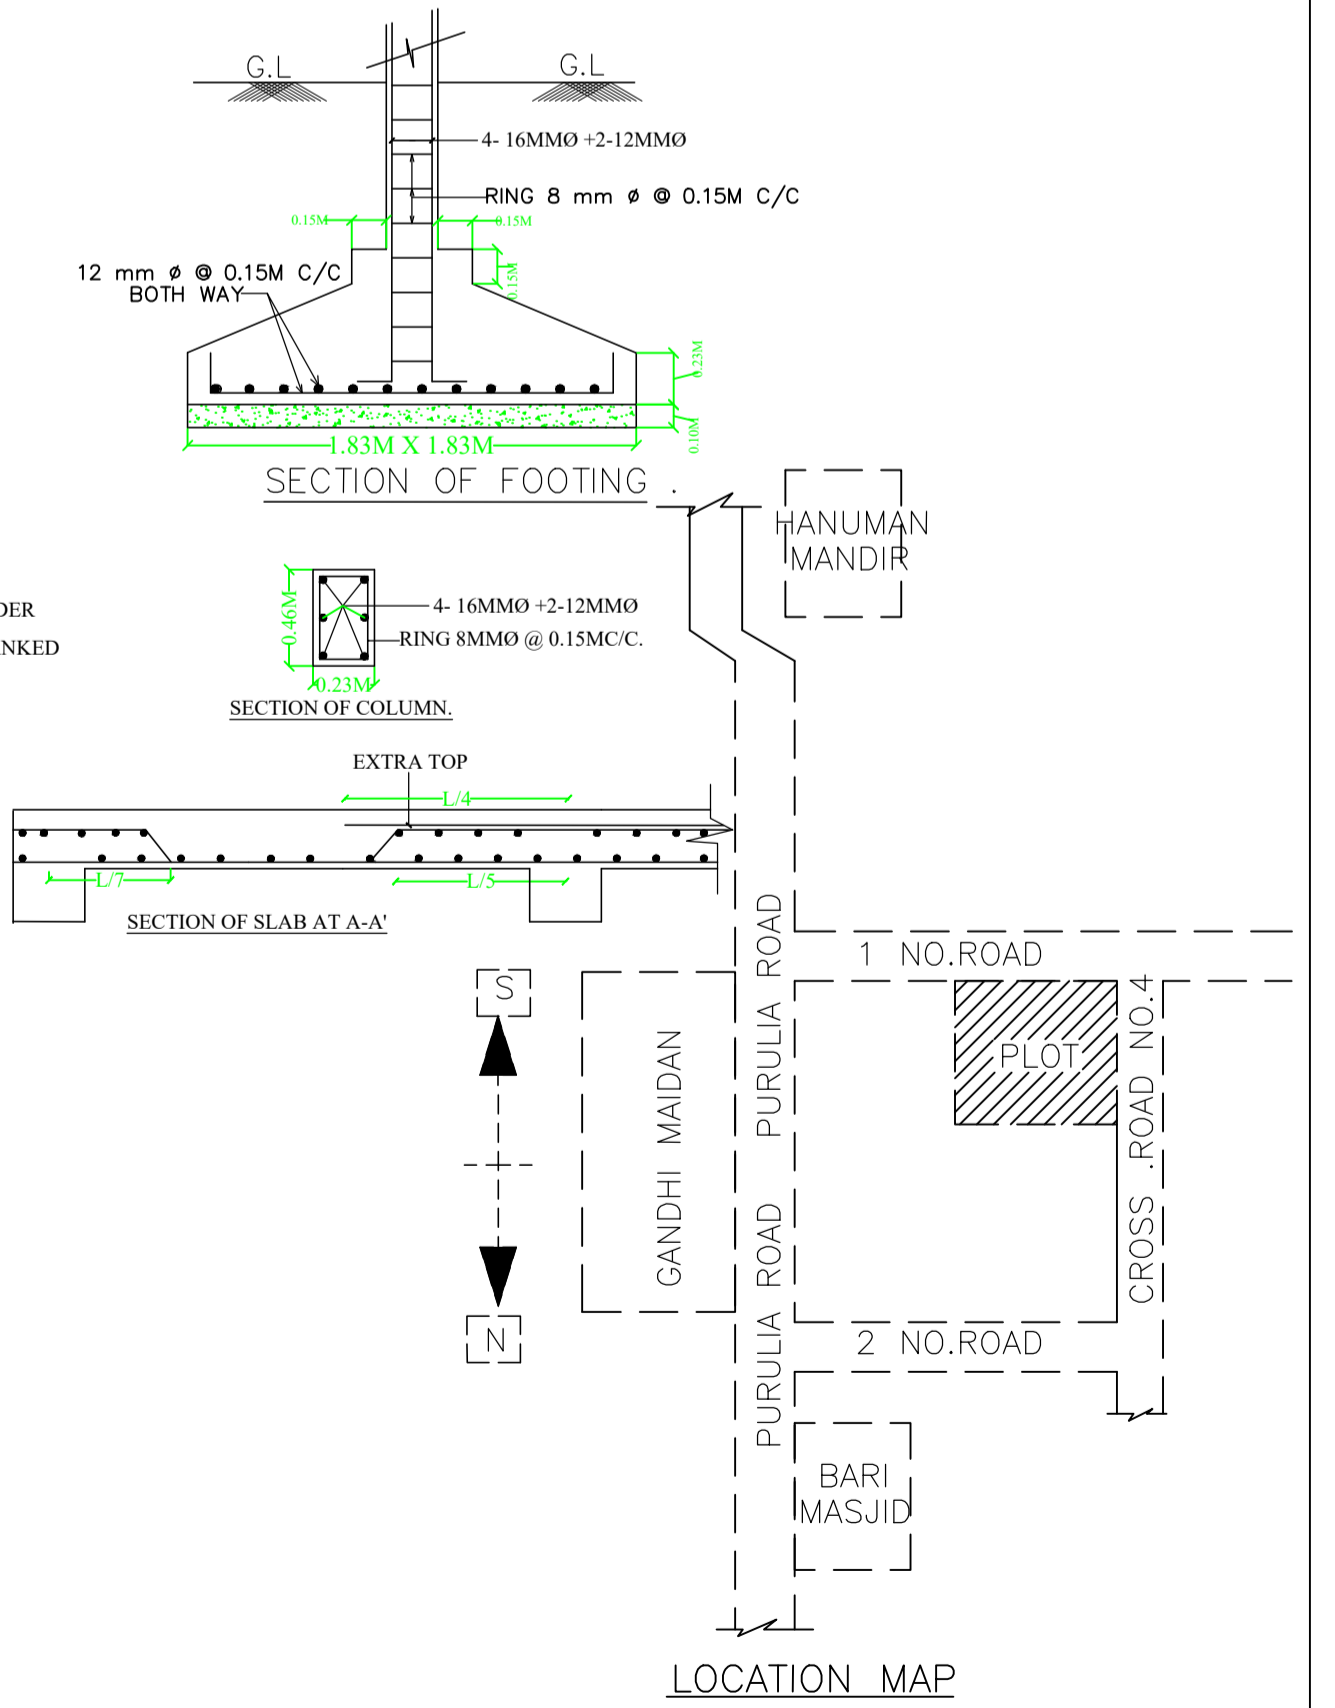 G.L
G.L
4- 16MMØ +2-12MMØ
RING 8 mm ø @ 0.15M C/C
0.15M
0.15M
0.15M
12 mm ø @ 0.15M C/C
BOTH WAY
0.23M
0.10M
1.83M X 1.83M
SECTION OF FOOTING .
HANUMAN
MANDIR
DER
NKED
0.46M
4- 16MMØ +2-12MMØ
RING 8MMØ @ 0.15MC/C.
0.23M
SECTION OF COLUMN.
EXTRA TOP
L/4
L/7
L/5
SECTION OF SLAB AT A-A'
PURULIA ROAD
1 NO.ROAD
S
PLOT
CROSS .ROAD NO.4
GANDHI MAIDAN
PURULIA ROAD
N
2 NO.ROAD
BARI
MASJID
LOCATION MAP